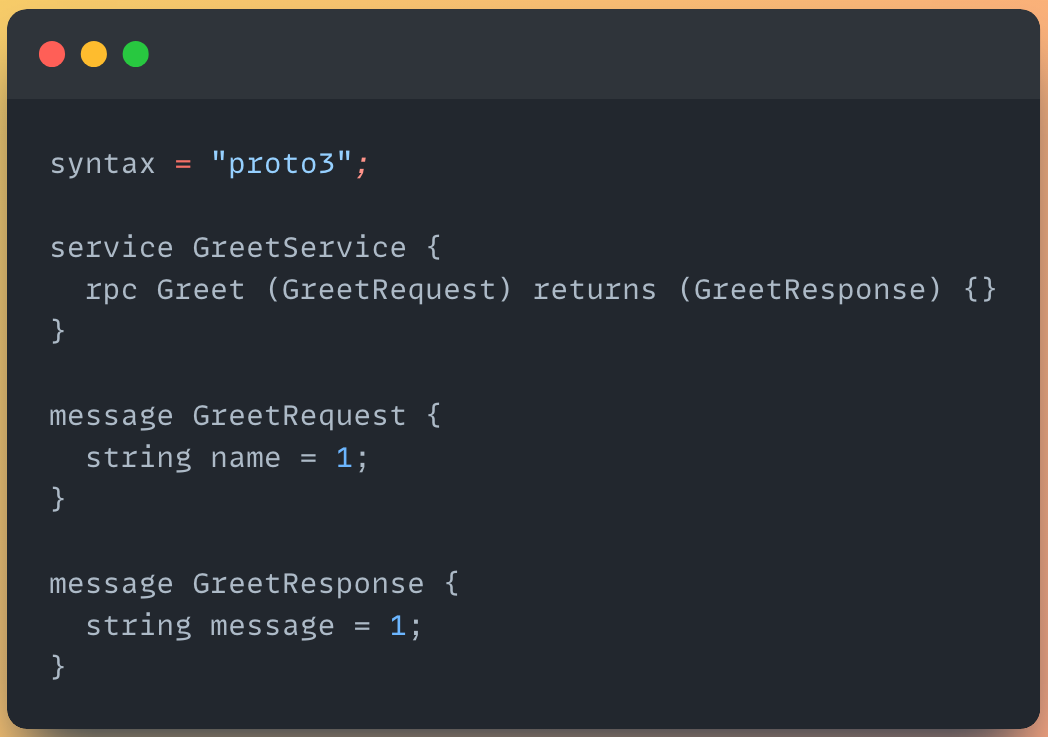 syntax = "proto3";
service GreetService {
  rpc Greet (GreetRequest) returns (GreetResponse) {}
}
message GreetRequest {
  string name = 1;
}
message GreetResponse {
  string message = 1;
}